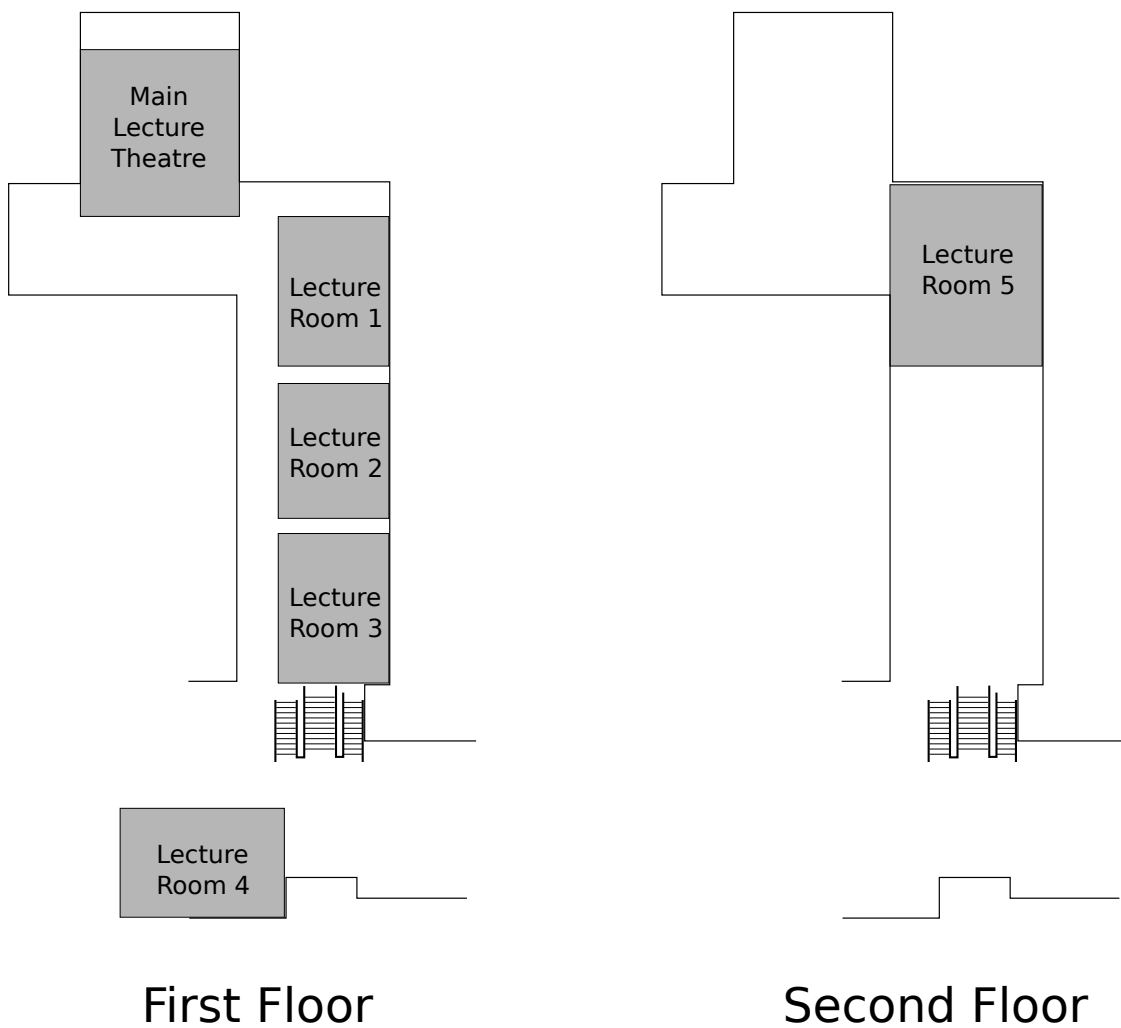 Main
Lecture
Theatre
Lecture
Room 1
Lecture
Room 2
Lecture
Room 3
Lecture
Room 4
First Floor
Lecture
Room 5
Second Floor